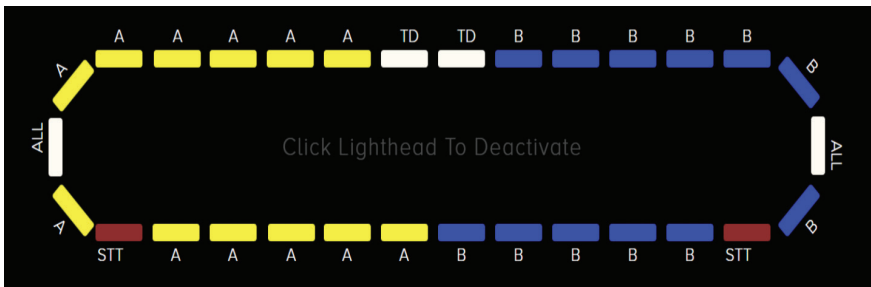 A A A A A TD TD B B B B B
A B
ALL Click Lighthead To Deactivate ALL
A B
STT A A A A A B B B B B STT